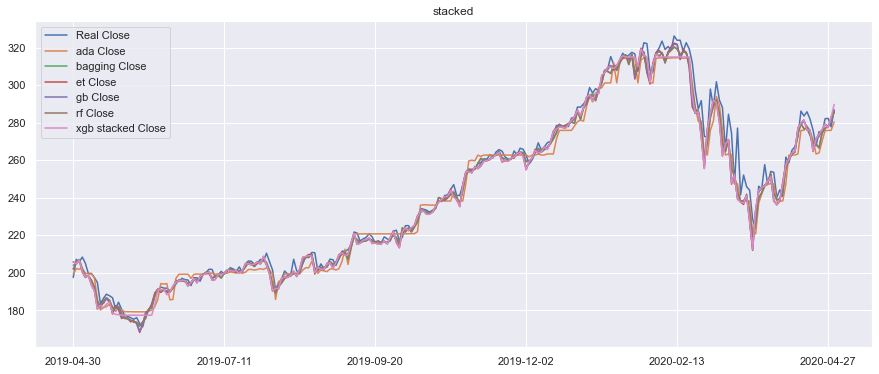 stacked
Real Close
ada Close
bagging Close
et Close
gb Close
rf Close
xgb stacked Close
320
300
280
260
240
220
200
180
2019-04-30 2019-07-11 2019-09-20 2019-12-02 2020-02-13 2020-04-27